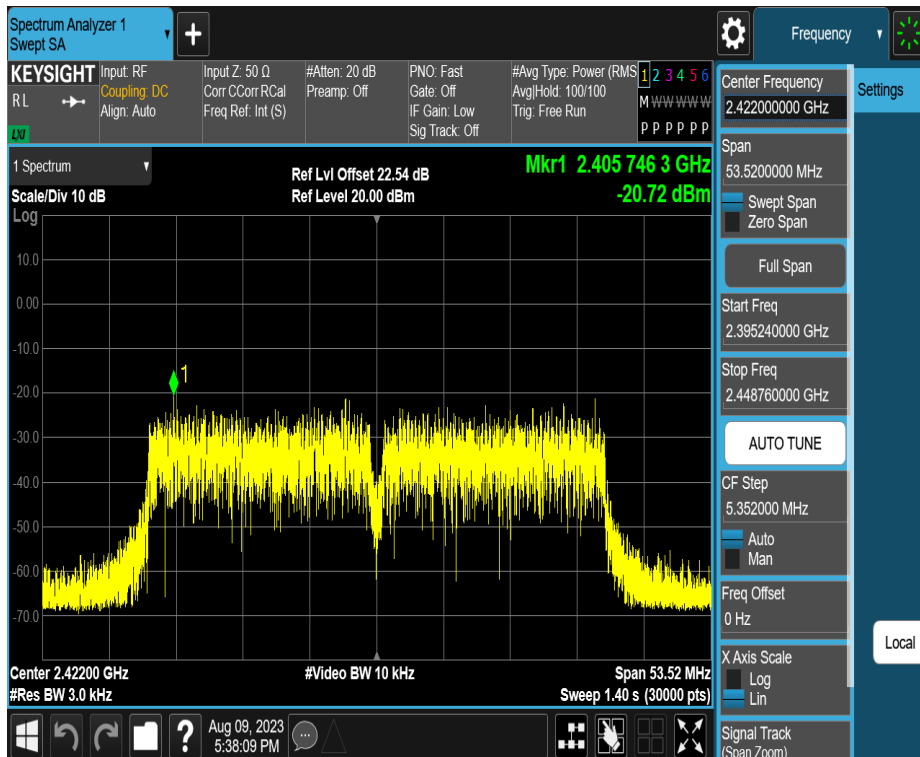 Spectrum Analyzer 1
Swept SA
+
Frequency
KEYSIGHT
R L
LXI
Input: RF
Coupling: DC
Align: Auto
Input Z: 50 Ω
Corr CCorr RCal
Freq Ref: Int (S)
#Atten: 20 dB
Preamp: Off
PNO: Fast
Gate: Off
IF Gain: Low
Sig Track: Off
#Avg Type: Power (RMS
Avg|Hold: 100/100
Trig: Free Run
1 2 3 4 5 6
M W W W W W
P P P P P P
1 Spectrum
Scale/Div 10 dB
Ref Lvl Offset 22.54 dB
Ref Level 20.00 dBm
Mkr1 2.405 746 3 GHz
-20.72 dBm
Log
10.0
0.00
-10.0
-20.0
-30.0
-40.0
-50.0
-60.0
-70.0
1
Center 2.42200 GHz
#Video BW 10 kHz
Span 53.52 MHz
#Res BW 3.0 kHz
Sweep 1.40 s (30000 pts)
Center Frequency
2.422000000 GHz
Span
53.5200000 MHz
Swept Span
Zero Span
Full Span
Start Freq
2.395240000 GHz
Stop Freq
2.448760000 GHz
AUTO TUNE
CF Step
5.352000 MHz
Auto
Man
Freq Offset
0 Hz
X Axis Scale
Log
Lin
Signal Track
(Span Zoom)
Settings
Local
?
Aug 09, 2023
5:38:09 PM